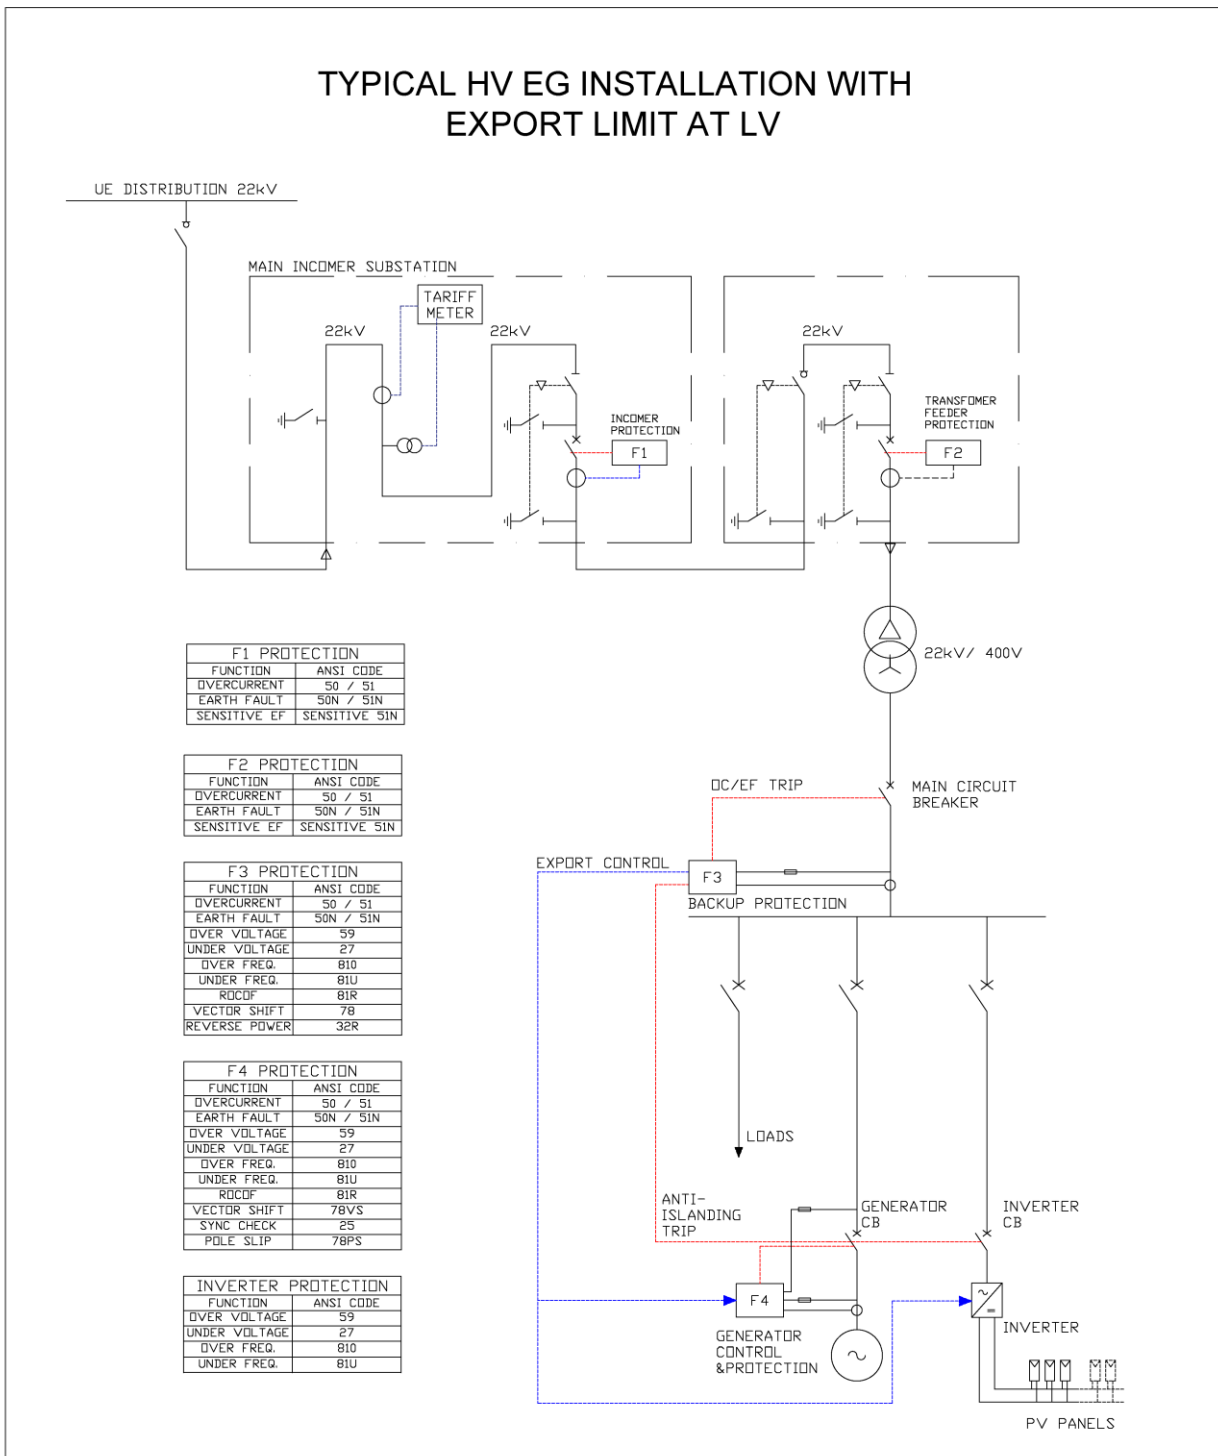 TYPICAL HV EG INSTALLATION WITH
EXPORT LIMIT AT LV
UE DISTRIBUTION 22kV
MAIN INCOMER SUBSTATION
TARIFF
METER
22kV
22kV
22kV
INCOMER
PROTECTION
F1
TRANSFOMER
FEEDER
PROTECTION
F2
22kV/ 400V
F1 PROTECTION
FUNCTION ANSI CODE
OVERCURRENT 50 / 51
EARTH FAULT 50N / 51N
SENSITIVE EF SENSITIVE 51N
F2 PROTECTION
FUNCTION ANSI CODE
OVERCURRENT 50 / 51
EARTH FAULT 50N / 51N
SENSITIVE EF SENSITIVE 51N
F3 PROTECTION
FUNCTION ANSI CODE
OVERCURRENT 50 / 51
EARTH FAULT 50N / 51N
OVER VOLTAGE 59
UNDER VOLTAGE 27
OVER FREQ. 81O
UNDER FREQ. 81U
ROCOF 81R
VECTOR SHIFT 78
REVERSE POWER 32R
F4 PROTECTION
FUNCTION ANSI CODE
OVERCURRENT 50 / 51
EARTH FAULT 50N / 51N
OVER VOLTAGE 59
UNDER VOLTAGE 27
OVER FREQ. 81O
UNDER FREQ. 81U
ROCOF 81R
VECTOR SHIFT 78VS
SYNC CHECK 25
POLE SLIP 78PS
INVERTER PROTECTION
FUNCTION ANSI CODE
OVER VOLTAGE 59
UNDER VOLTAGE 27
OVER FREQ. 81O
UNDER FREQ. 81U
OC/EF TRIP
MAIN CIRCUIT
BREAKER
EXPORT CONTROL
F3
BACKUP PROTECTION
LOADS
ANTI-
ISLANDING
TRIP
GENERATOR
CB
INVERTER
CB
F4
GENERATOR
CONTROL
&PROTECTION
INVERTER
PV PANELS